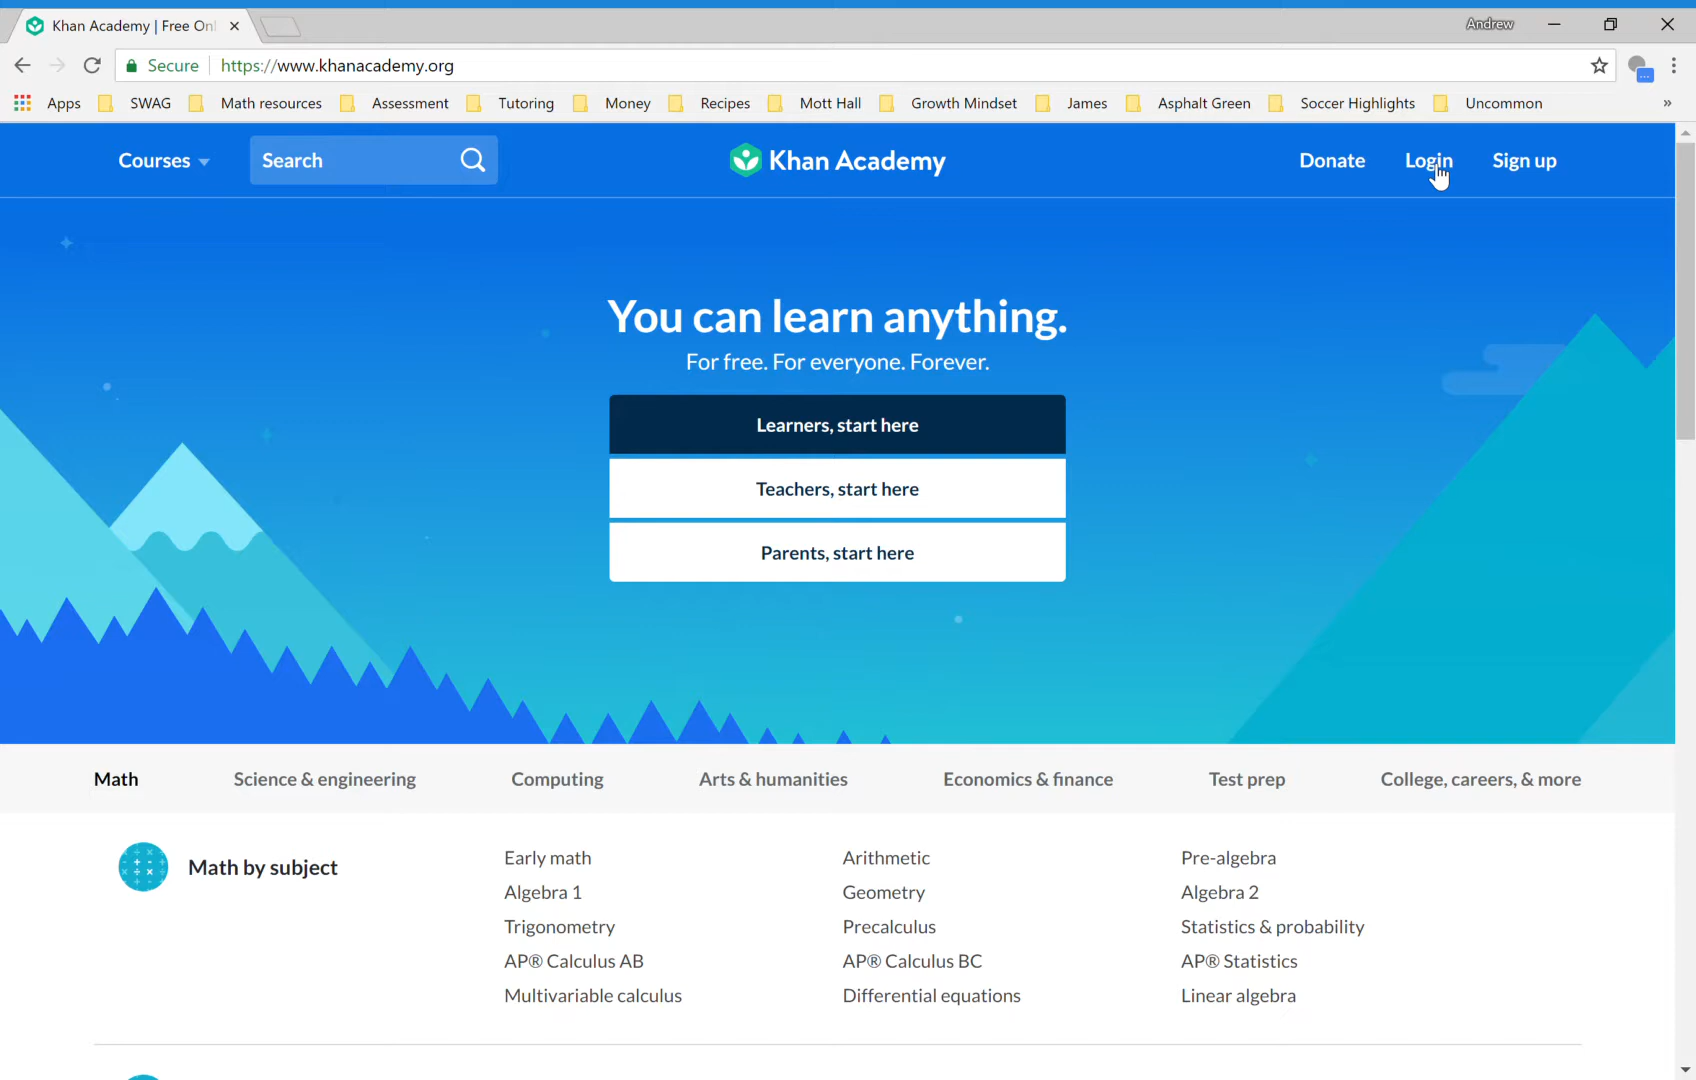 Khan Academy | Free Onl
Andrew
Secure https://www.khanacademy.org
Apps SWAG Math resources Assessment Tutoring Money Recipes Mott Hall Growth Mindset James Asphalt Green Soccer Highlights Uncommon »
Courses Search Khan Academy Donate Login Sign up
You can learn anything.
For free. For everyone. Forever.
Learners, start here
Teachers, start here
Parents, start here
Math Science & engineering Computing Arts & humanities Economics & finance Test prep College, careers, & more
Math by subject
Early math Arithmetic Pre-algebra
Algebra 1 Geometry Algebra 2
Trigonometry Precalculus Statistics & probability
AP® Calculus AB AP® Calculus BC AP® Statistics
Multivariable calculus Differential equations Linear algebra